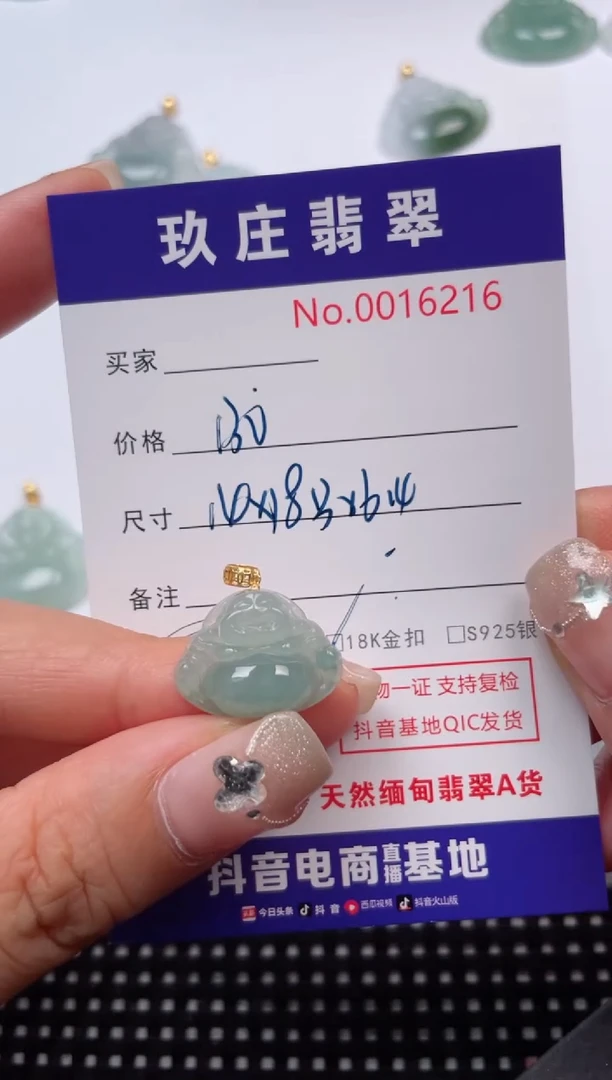 玖庄翡翠
No.0016216
买家
价格 130
尺寸
备注
18K金扣 □S925银
物一证 支持复检
抖音基地QIC发货
天然缅甸翡翠A货
抖音电商直播基地
今日头条 抖音 西瓜视频 抖音火山版